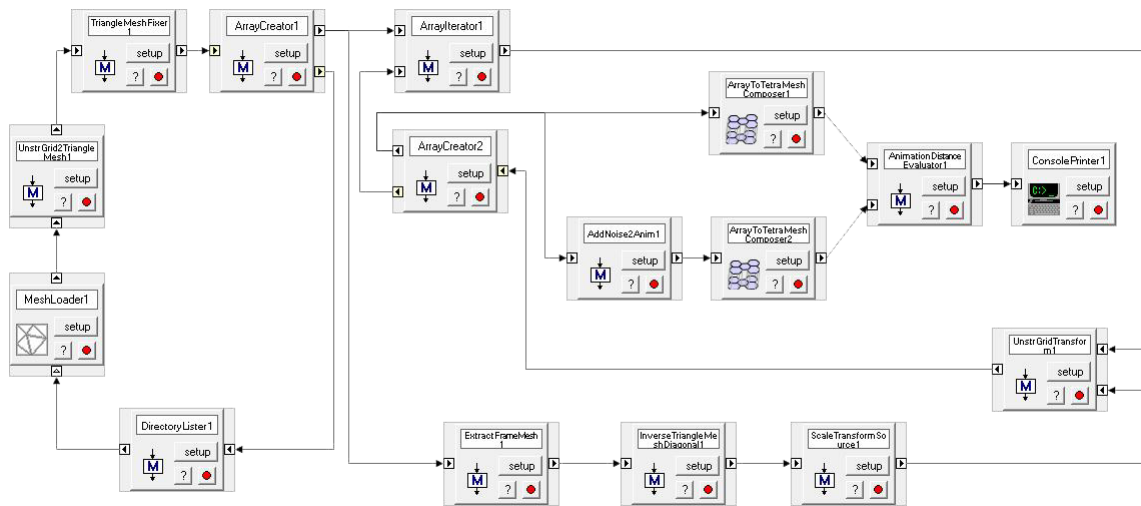 TriangleMeshFixer
1
setup
?
M
ArrayCreator1
setup
?
M
ArrayIterator1
setup
?
M
ArrayToTetraMesh
Composer1
setup
?
UnstrGrid2Triangle
Mesh1
setup
?
M
ArrayCreator2
setup
?
M
AnimationDistance
Evaluator1
setup
?
M
ConsolePrinter1
C:>_
setup
?
AddNoise2Anim1
setup
?
M
ArrayToTetraMesh
Composer2
setup
?
MeshLoader1
setup
?
UnstrGridTransfor
m1
setup
?
M
DirectoryLister1
setup
?
M
ExtractFrameMesh
1
setup
?
M
InverseTriangleMe
shDiagonal1
setup
?
M
ScaleTransformSo
urce1
setup
?
M